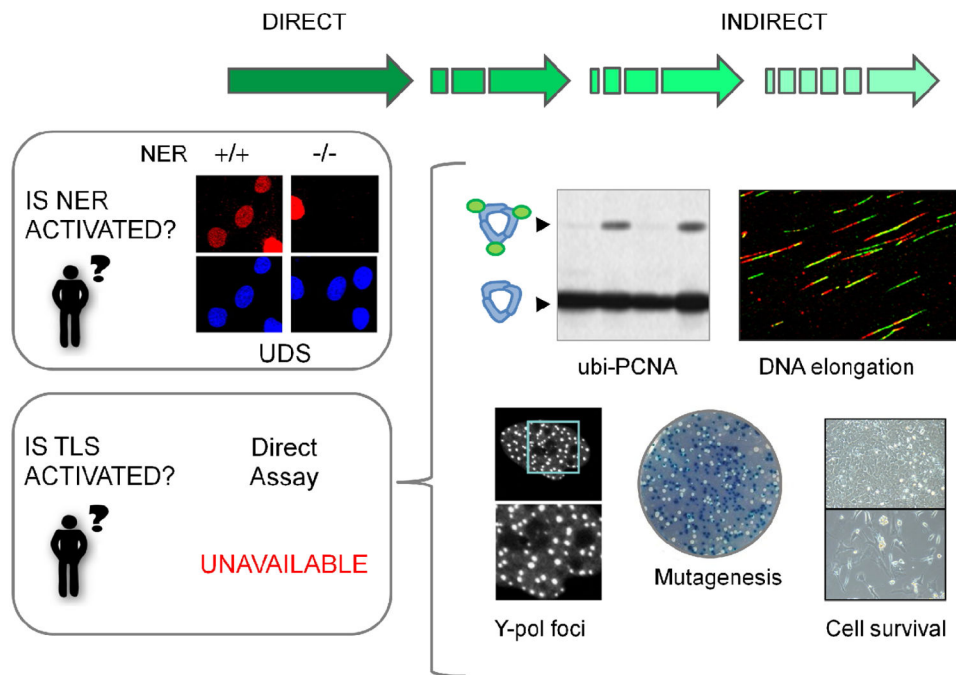 DIRECT
INDIRECT
NER +/+ -/-
IS NER
ACTIVATED?
?
UDS
ubi-PCNA
DNA elongation
IS TLS
ACTIVATED?
?
Direct
Assay
UNAVAILABLE
Y-pol foci
Mutagenesis
Cell survival